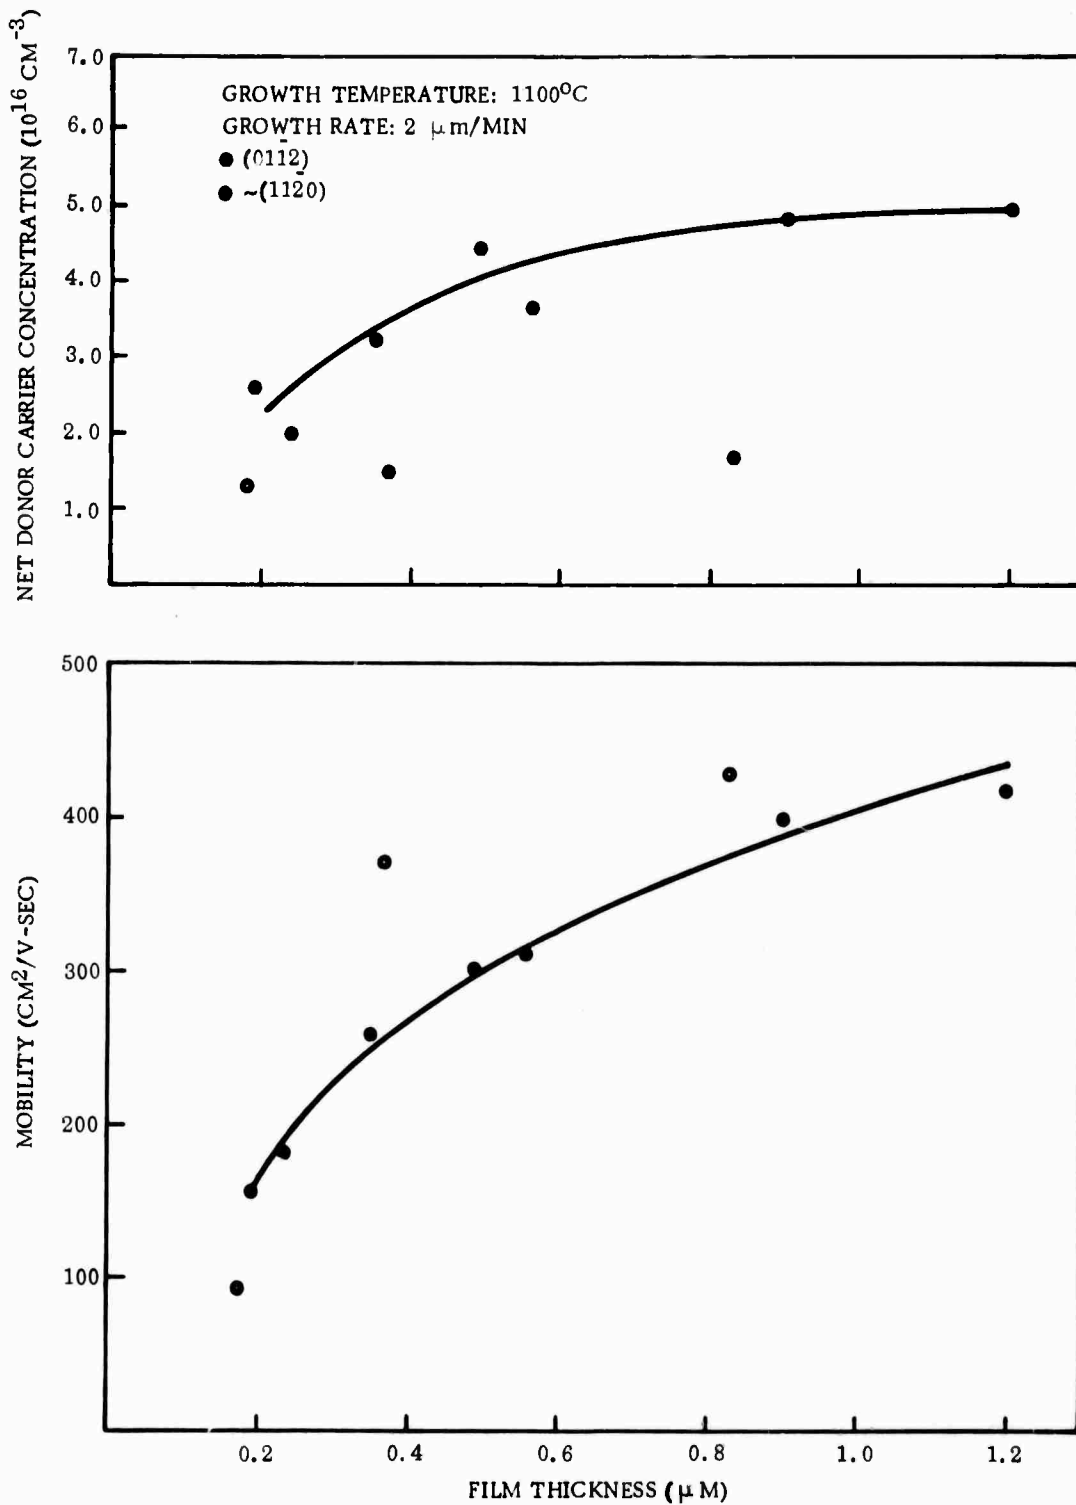 NET DONOR CARRIER CONCENTRATION (10¹⁶ CM⁻³)
7.0
6.0
5.0
4.0
3.0
2.0
1.0
GROWTH TEMPERATURE: 1100°C
GROWTH RATE: 2 μm/MIN
● (011̄2)
● ~(112̄0)
MOBILITY (CM²/V-SEC)
500
400
300
200
100
0.2 0.4 0.6 0.8 1.0 1.2
FILM THICKNESS (μ M)